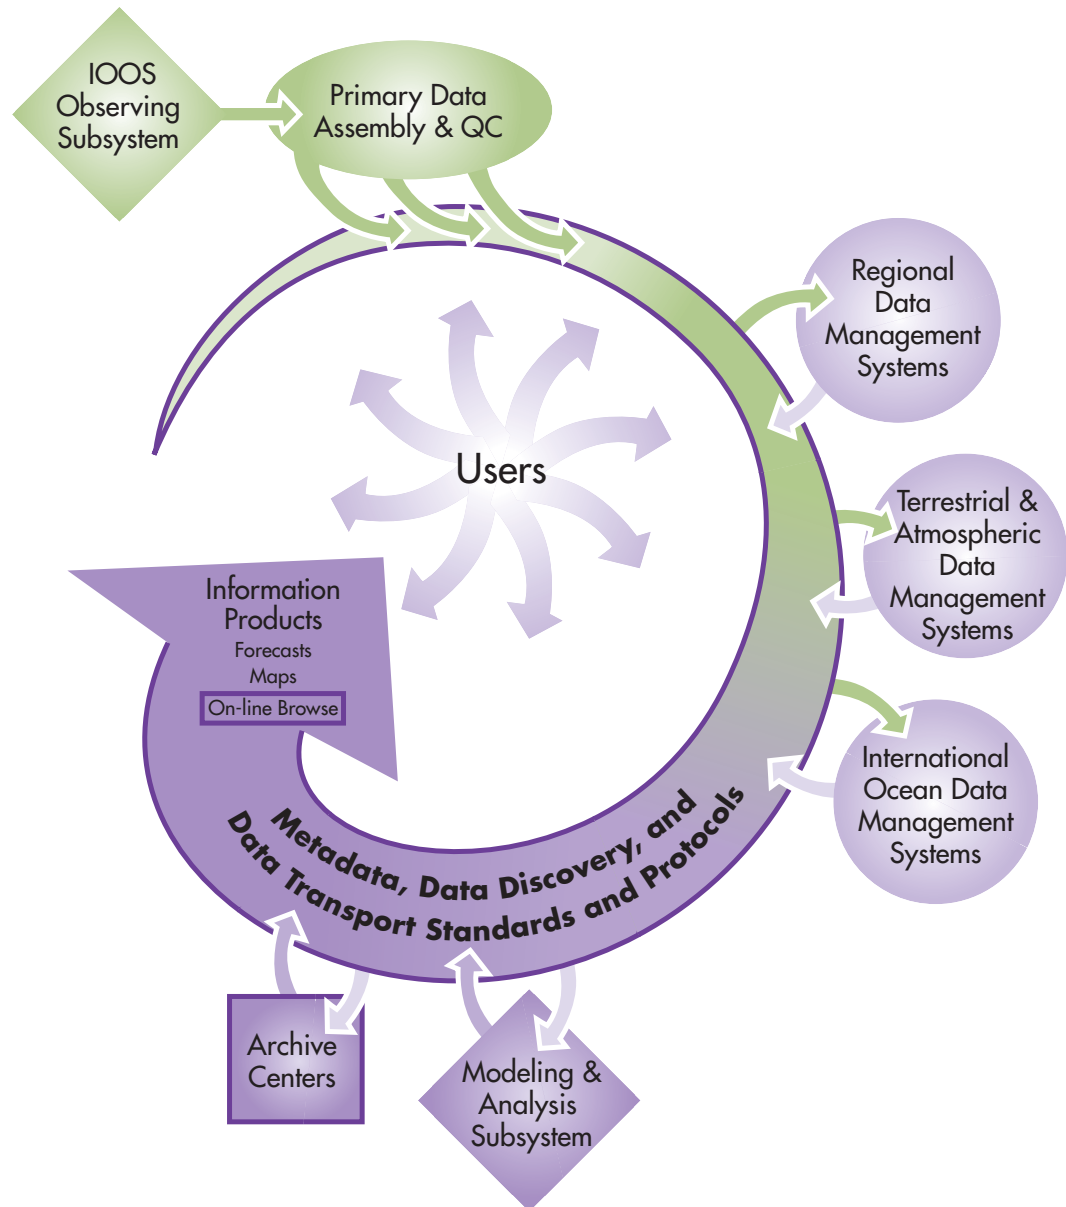 IOOS
Observing
Subsystem
Primary Data
Assembly & QC
Regional
Data
Management
Systems
Users
Terrestrial &
Atmospheric
Data
Management
Systems
Information
Products
Forecasts
Maps
On-line Browse
International
Ocean Data
Management
Systems
Metadata, Data Discovery, and
Data Transport Standards and Protocols
Archive
Centers
Modeling &
Analysis
Subsystem